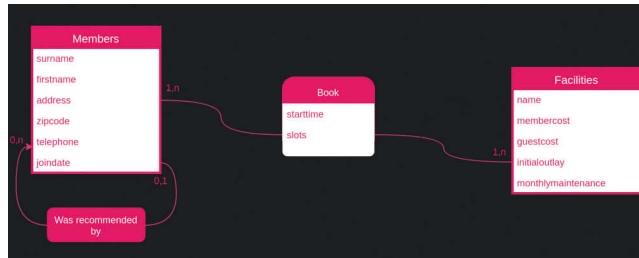 Members
surname
firstname
address
zipcode
telephone
joindate
0,n
0,1
Was recommended
by
1,n
Book
starttime
slots
1,n
Facilities
name
membercost
guestcost
initialoutlay
monthlymaintenance